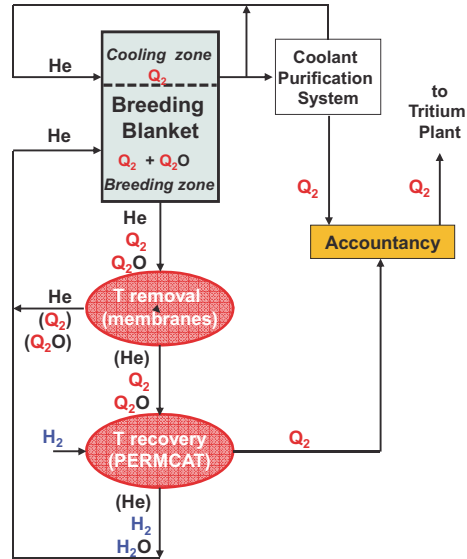 He
Cooling zone
Q2
Coolant
Purification
System
to
Tritium
Plant
He
Breeding
Blanket
Q2 + Q2O
Breeding zone
Q2
Q2
He
Q2
Q2O
Accountancy
He
(Q2)
(Q2O)
T removal
(membranes)
(He)
Q2
Q2O
H2
T recovery
(PERMCAT)
Q2
(He)
H2
H2O